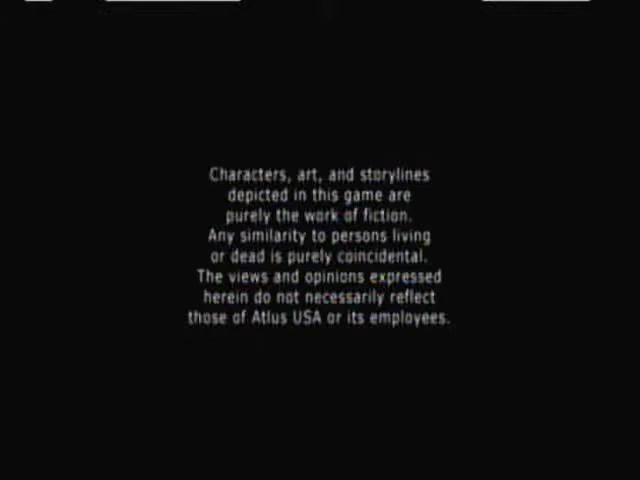 Characters, art, and storylines
depicted in this game are
purely the work of fiction.
Any similarity to persons living
or dead is purely coincidental.
The views and opinions expressed
herein do not necessarily reflect
those of Atlus USA or its employees.